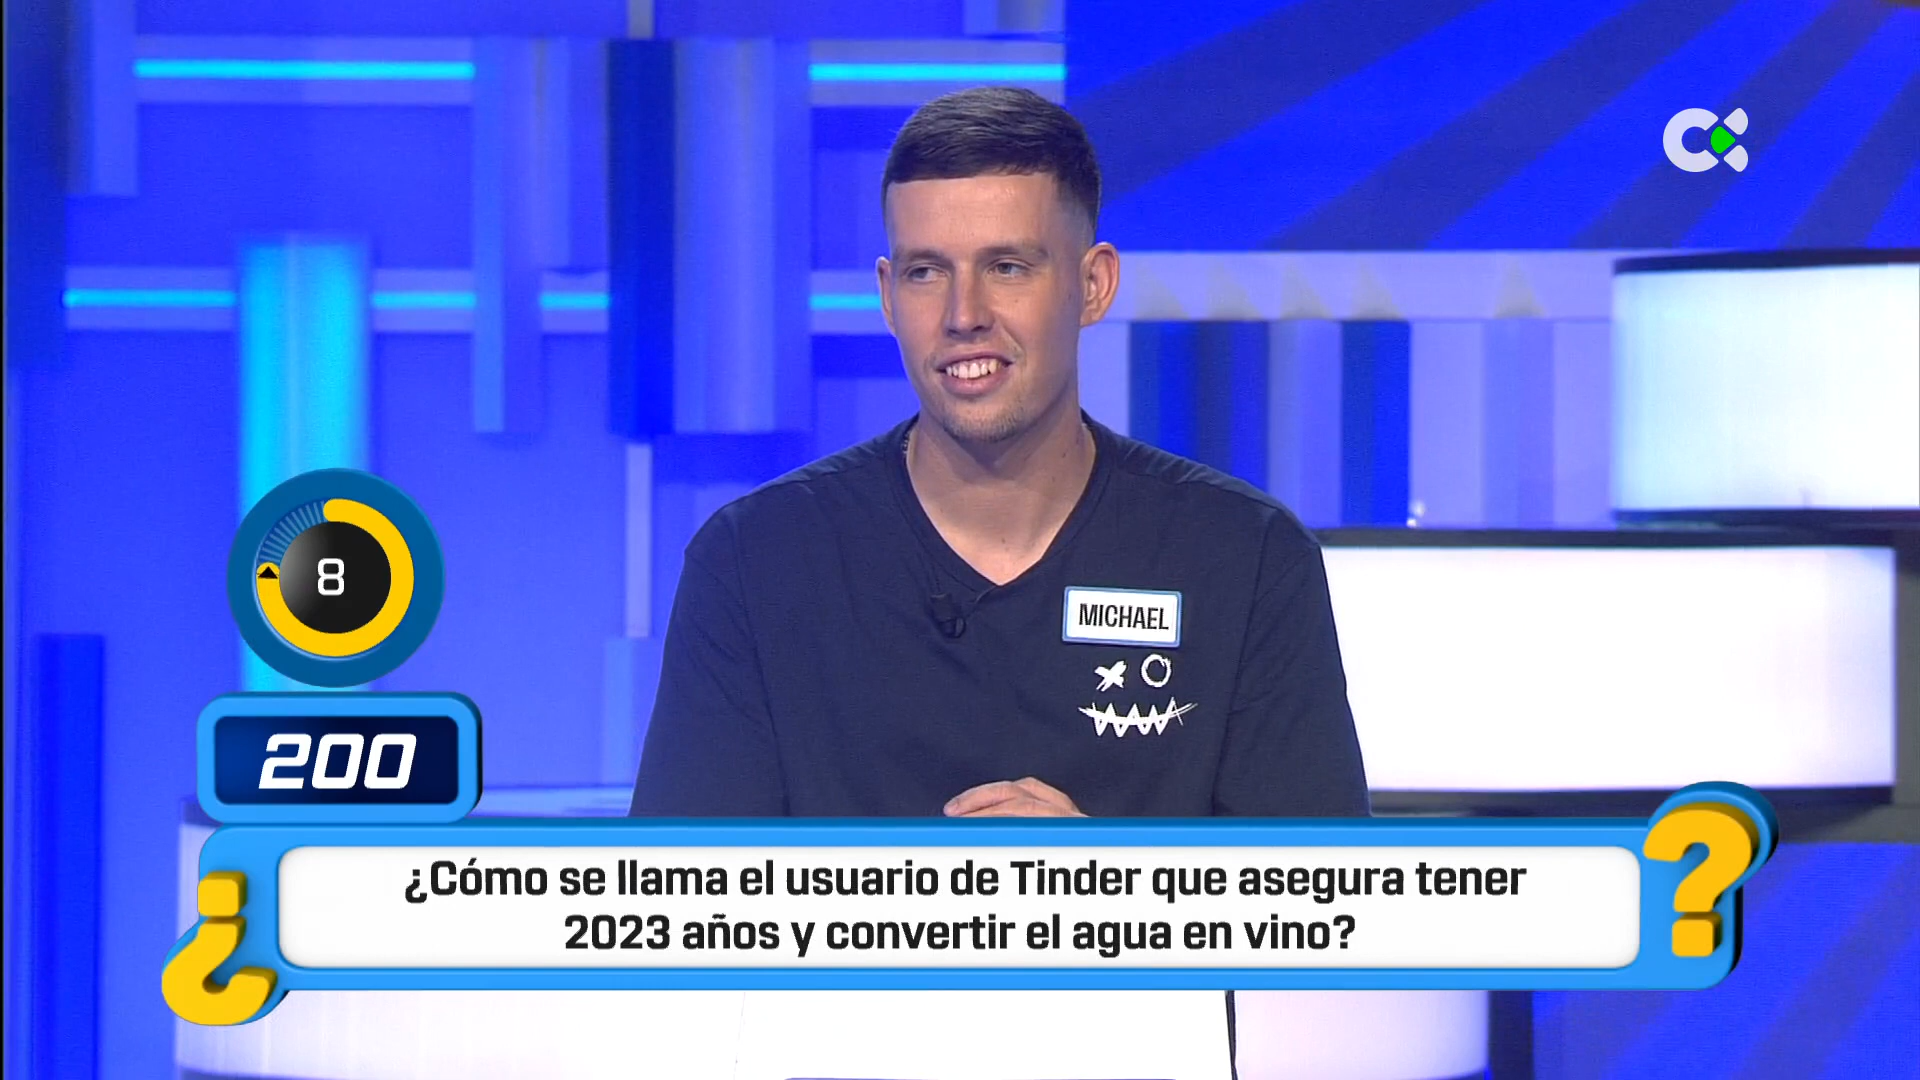 MICHAEL
8
200
¿Cómo se llama el usuario de Tinder que asegura tener
2023 años y convertir el agua en vino?